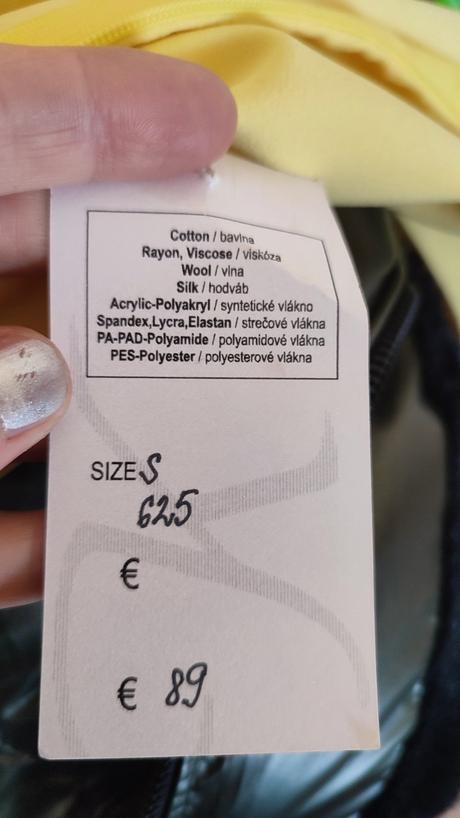 Cotton / bavlna
Rayon, Viscose / viskóza
Wool / vlna
Silk / hodváb
Acrylic-Polyakryl / syntetické vlákno
Spandex,Lycra,Elastan / strečové vlákna
PA-PAD-Polyamide / polyamidové vlákna
PES-Polyester / polyesterové vlákna
SIZE S
625
€
€ 89